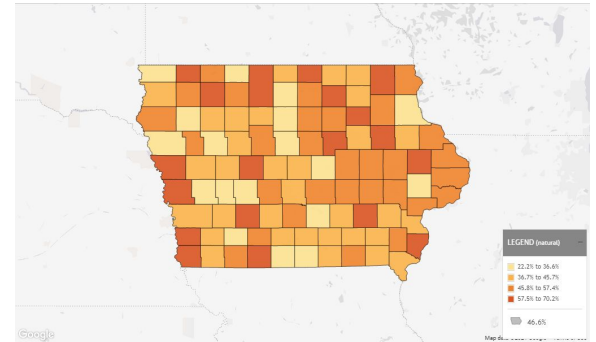 LEGEND (natural)
22.2% to 36.6%
36.7% to 45.7%
45.8% to 57.4%
57.5% to 70.2%
46.6%
Google
Map da